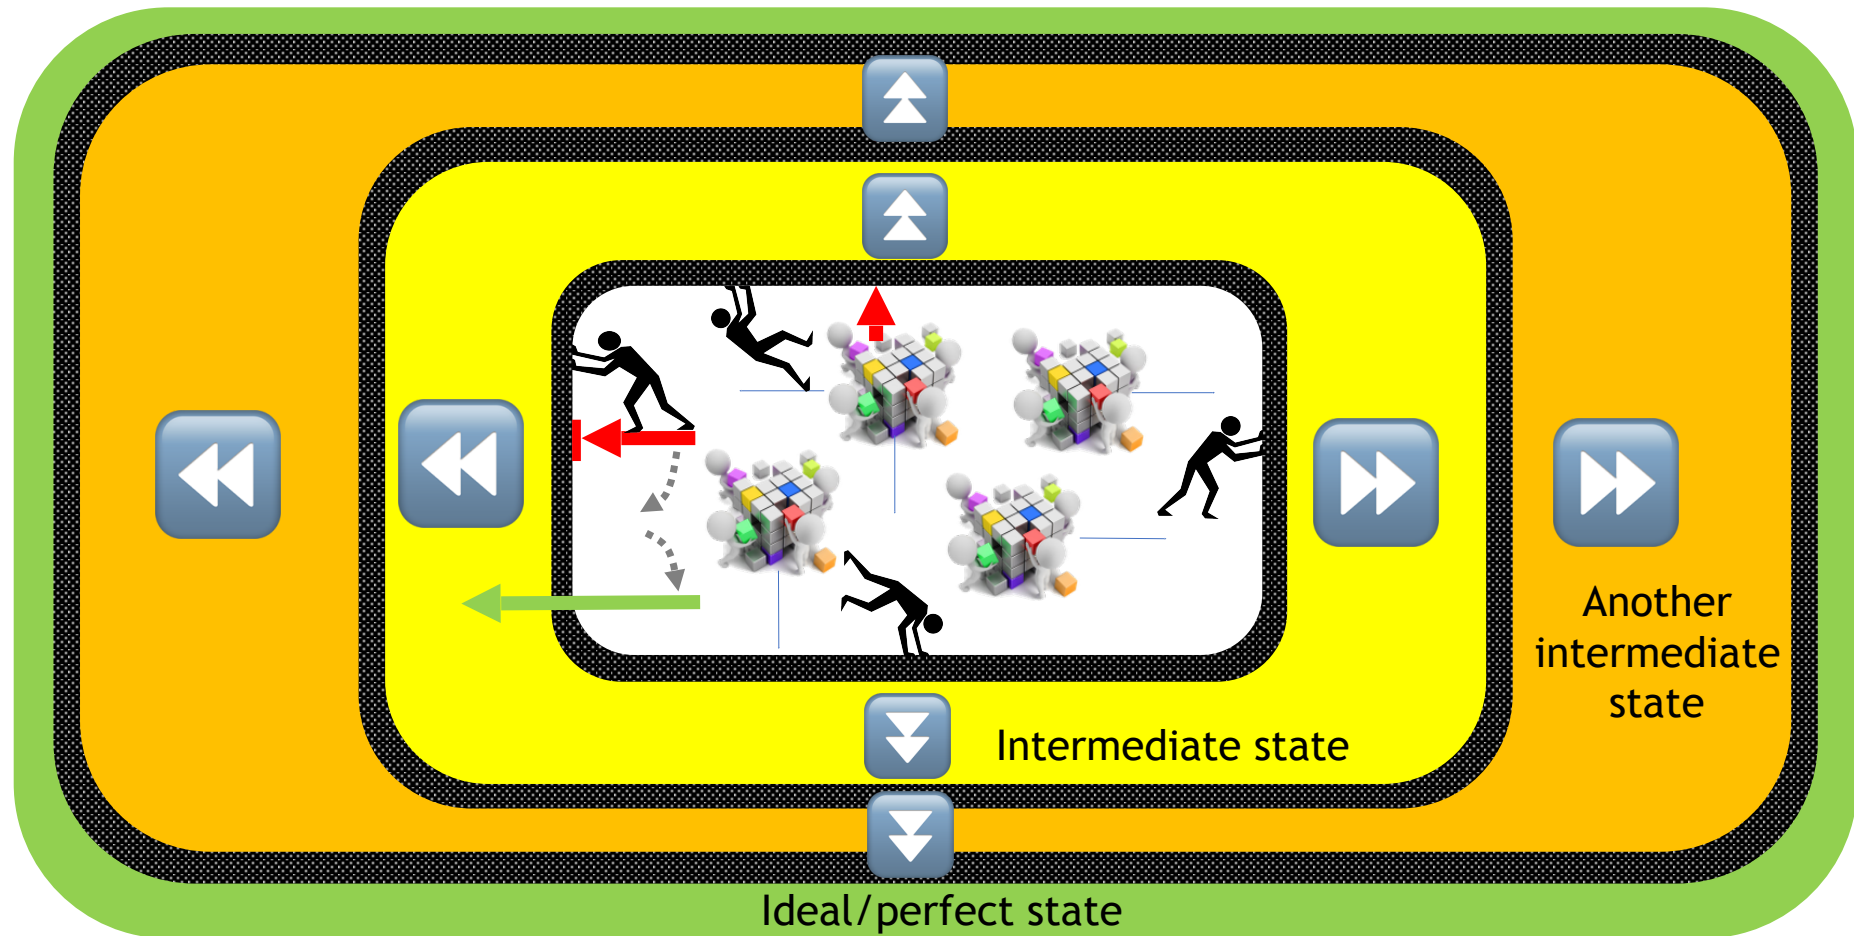 Another
intermediate
state
Intermediate state
Ideal/perfect state